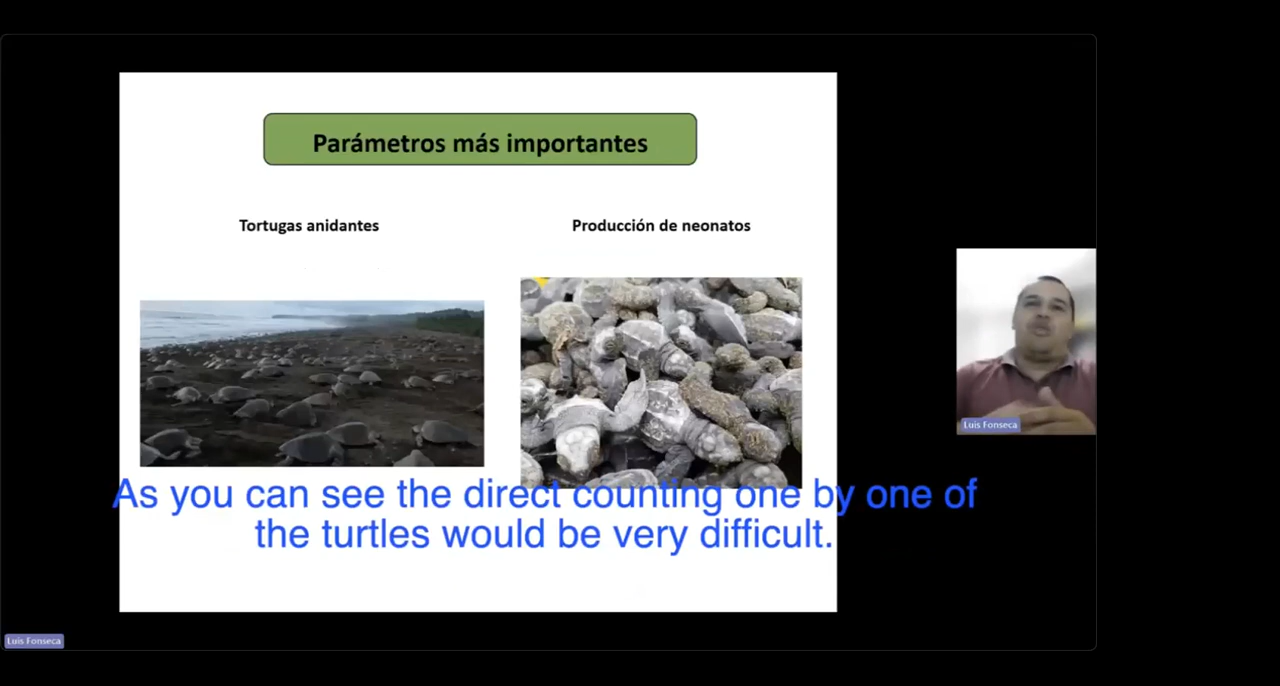 Parámetros más importantes
Tortugas anidantes
Producción de neonatos
As you can see the direct counting one by one of
the turtles would be very difficult.
Luis Fonseca
Luis Fonseca